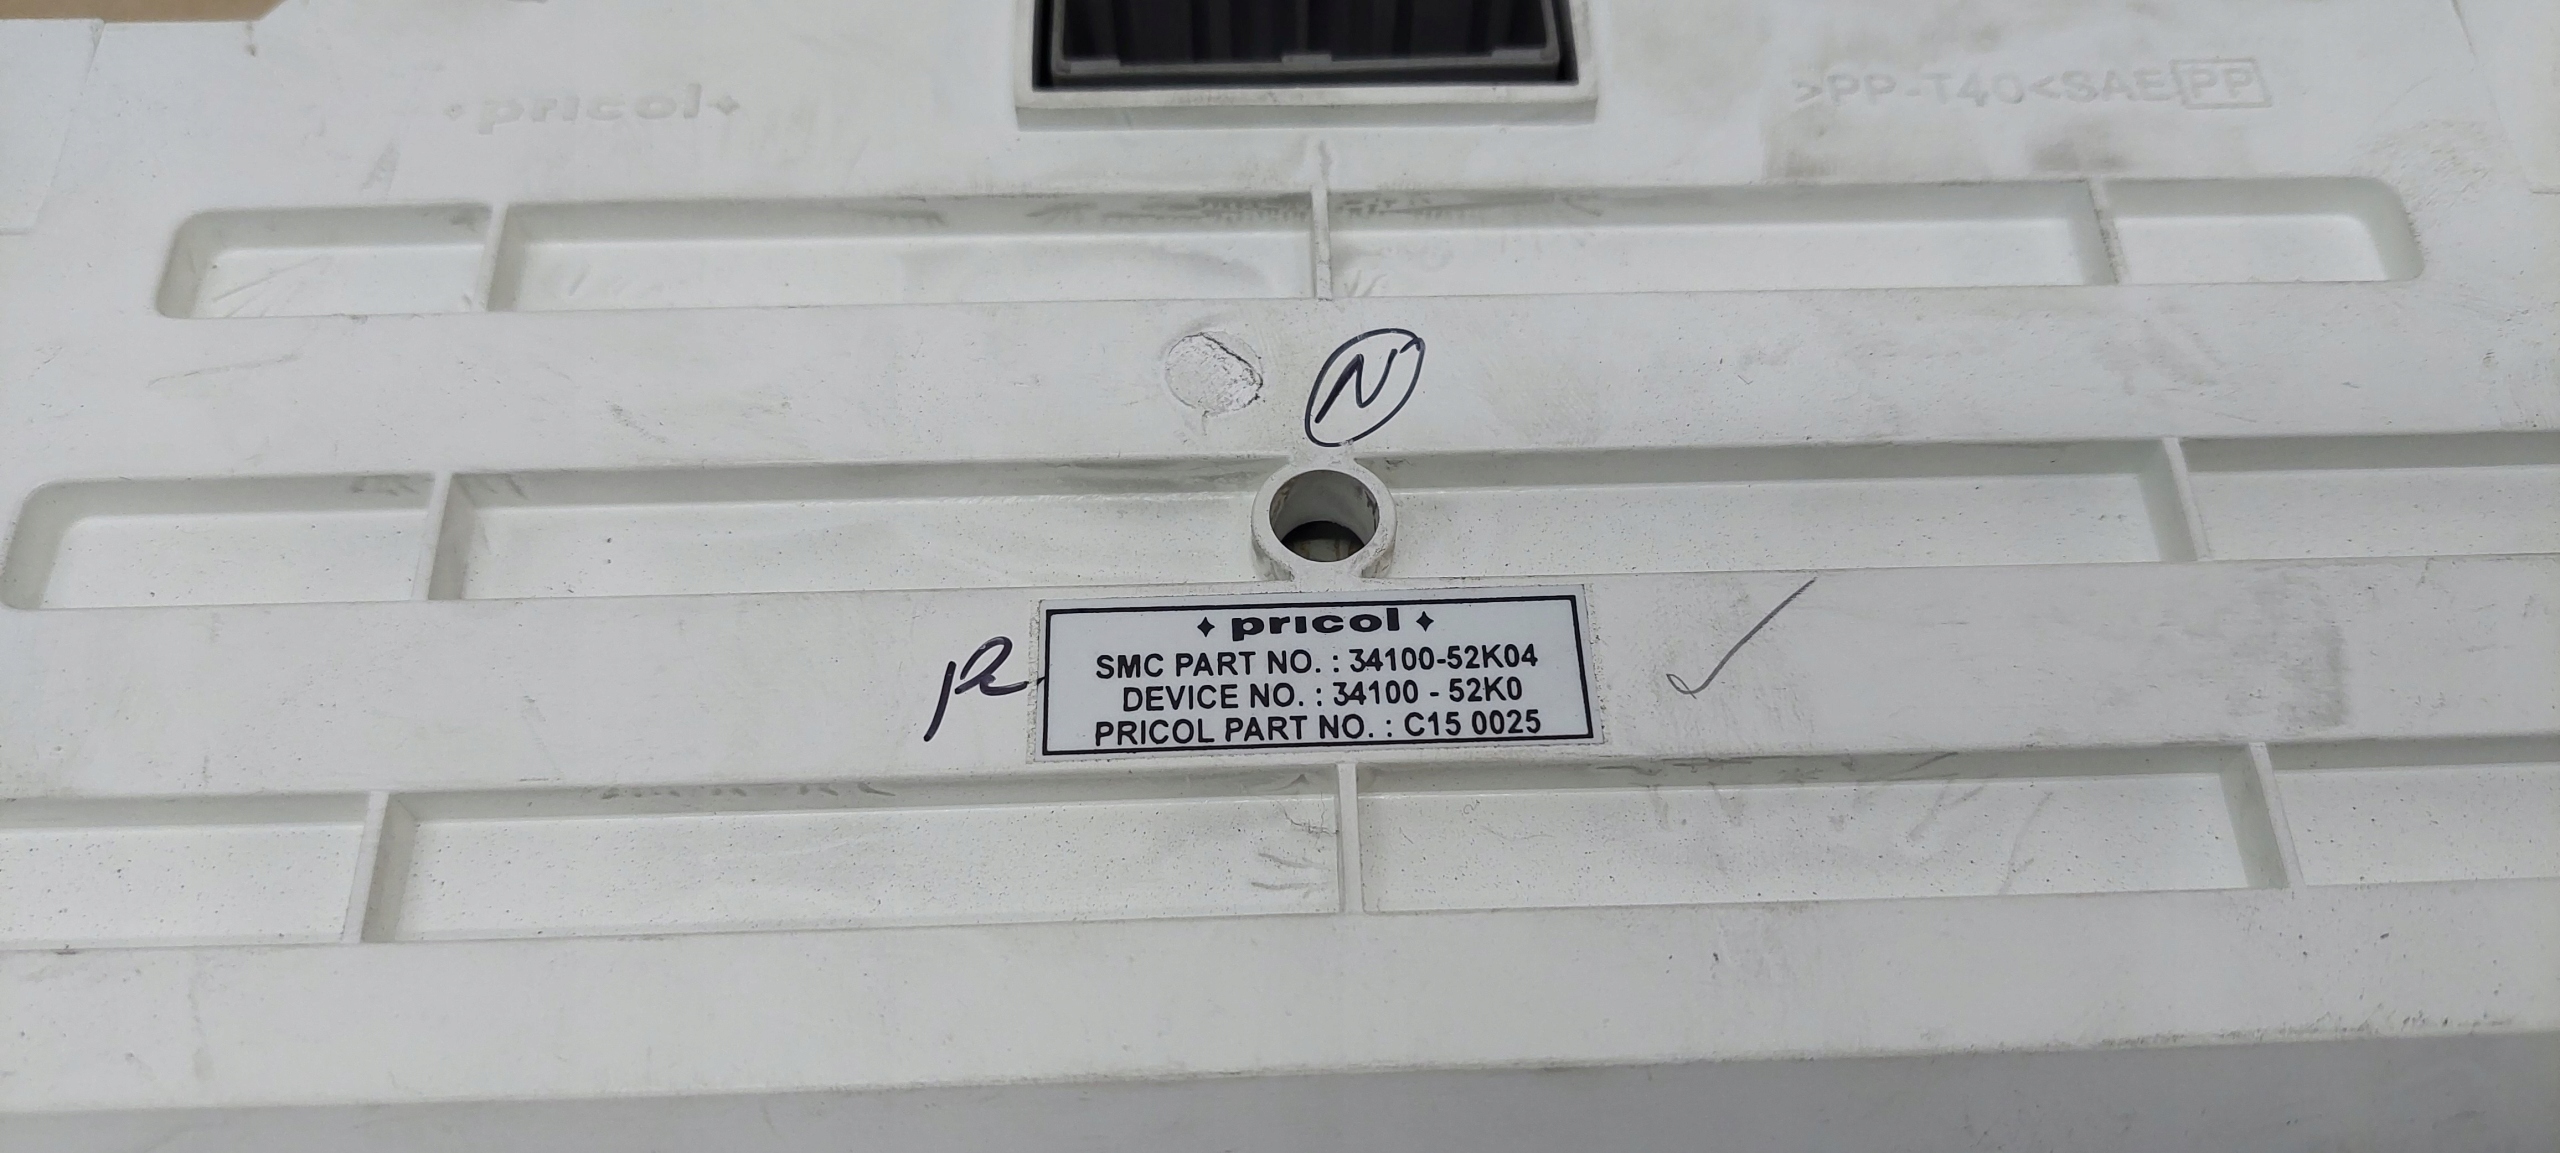 pricol
>PP-T40<SAE PP
N
pricol
SMC PART NO. : 34100-52K04
DEVICE NO. : 34100 - 52K0
PRICOL PART NO. : C15 0025